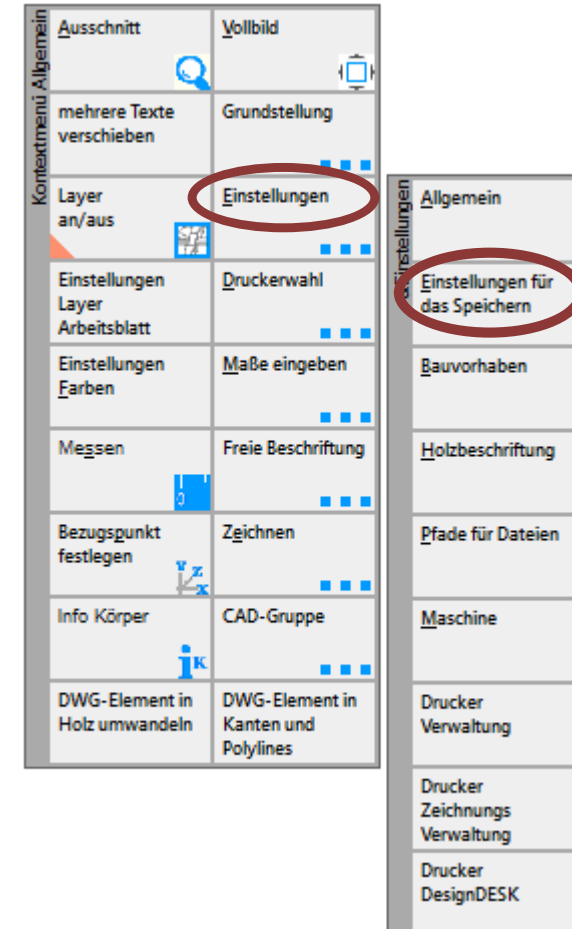 Kontextmenü Allgemein
Ausschnitt
Vollbild
mehrere Texte
verschieben
Grundstellung
Layer
an/aus
Einstellungen
Einstellungen
Layer
Arbeitsblatt
Druckerwahl
Einstellungen
Farben
Maße eingeben
Messen
Freie Beschriftung
Bezugspunkt
festlegen
Zeichnen
Info Körper
CAD-Gruppe
DWG-Element in
Holz umwandeln
DWG-Element in
Kanten und
Polylines
Einstellungen
Allgemein
Einstellungen für
das Speichern
Bauvorhaben
Holzbeschriftung
Pfade für Dateien
Maschine
Drucker
Verwaltung
Drucker
Zeichnungs
Verwaltung
Drucker
DesignDESK